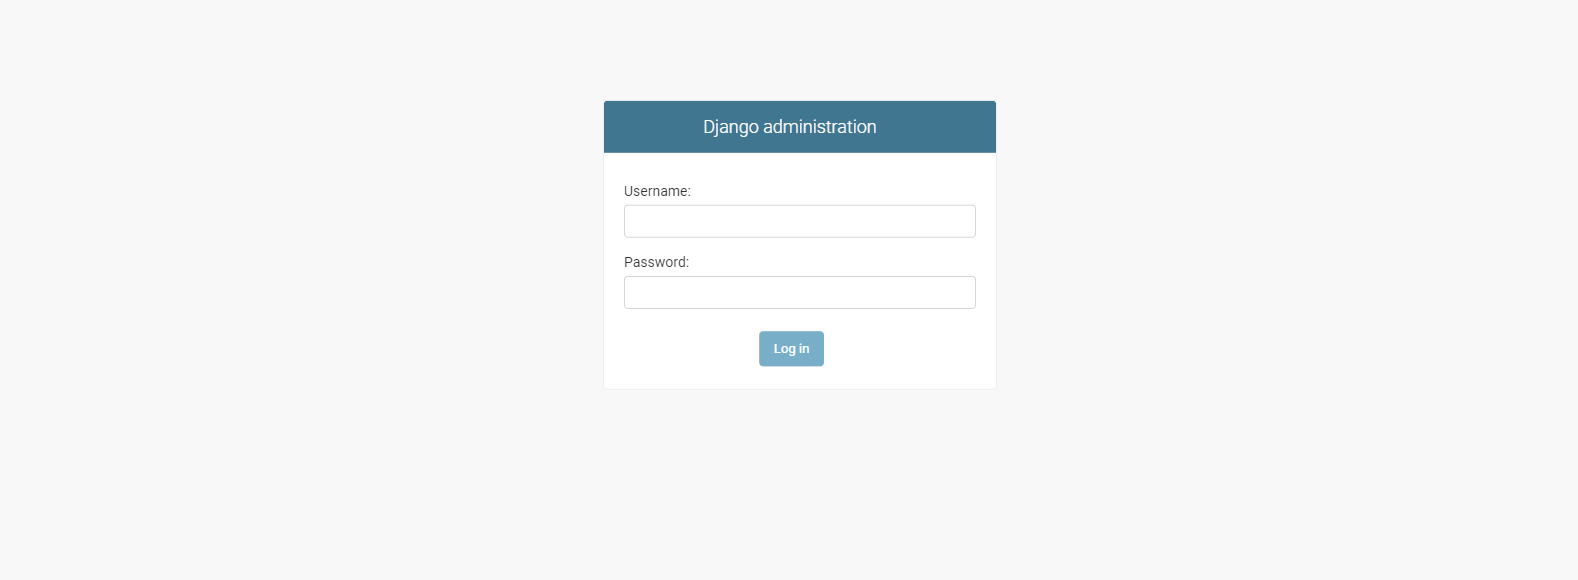 Django administration
Username:
Password:
Log in